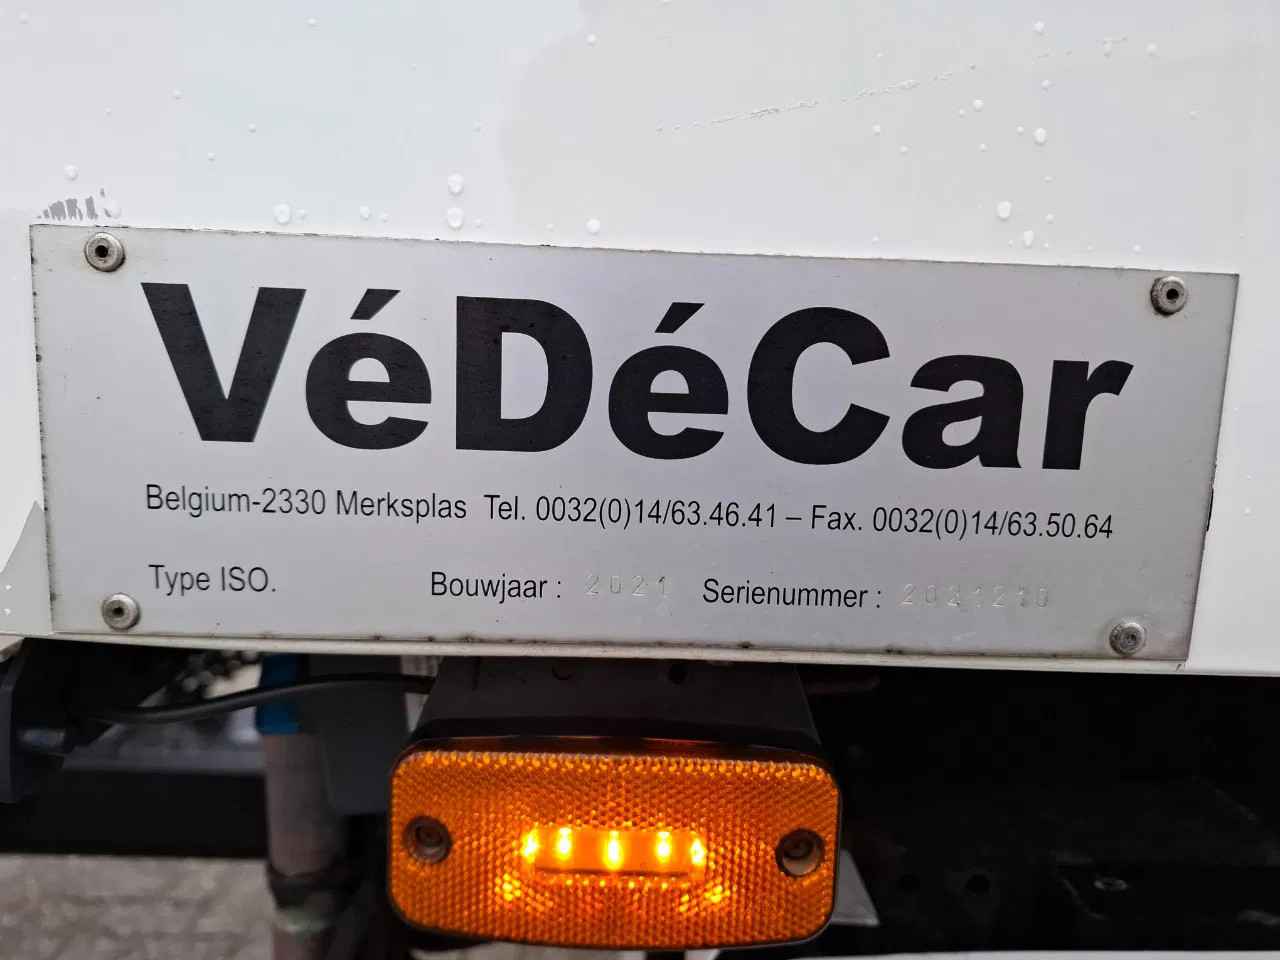 VéDéCar
Belgium-2330 Merksplas Tel. 0032(0)14/63.46.41 – Fax. 0032(0)14/63.50.64
Type ISO. Bouwjaar : 2021 Serienummer : 2021210